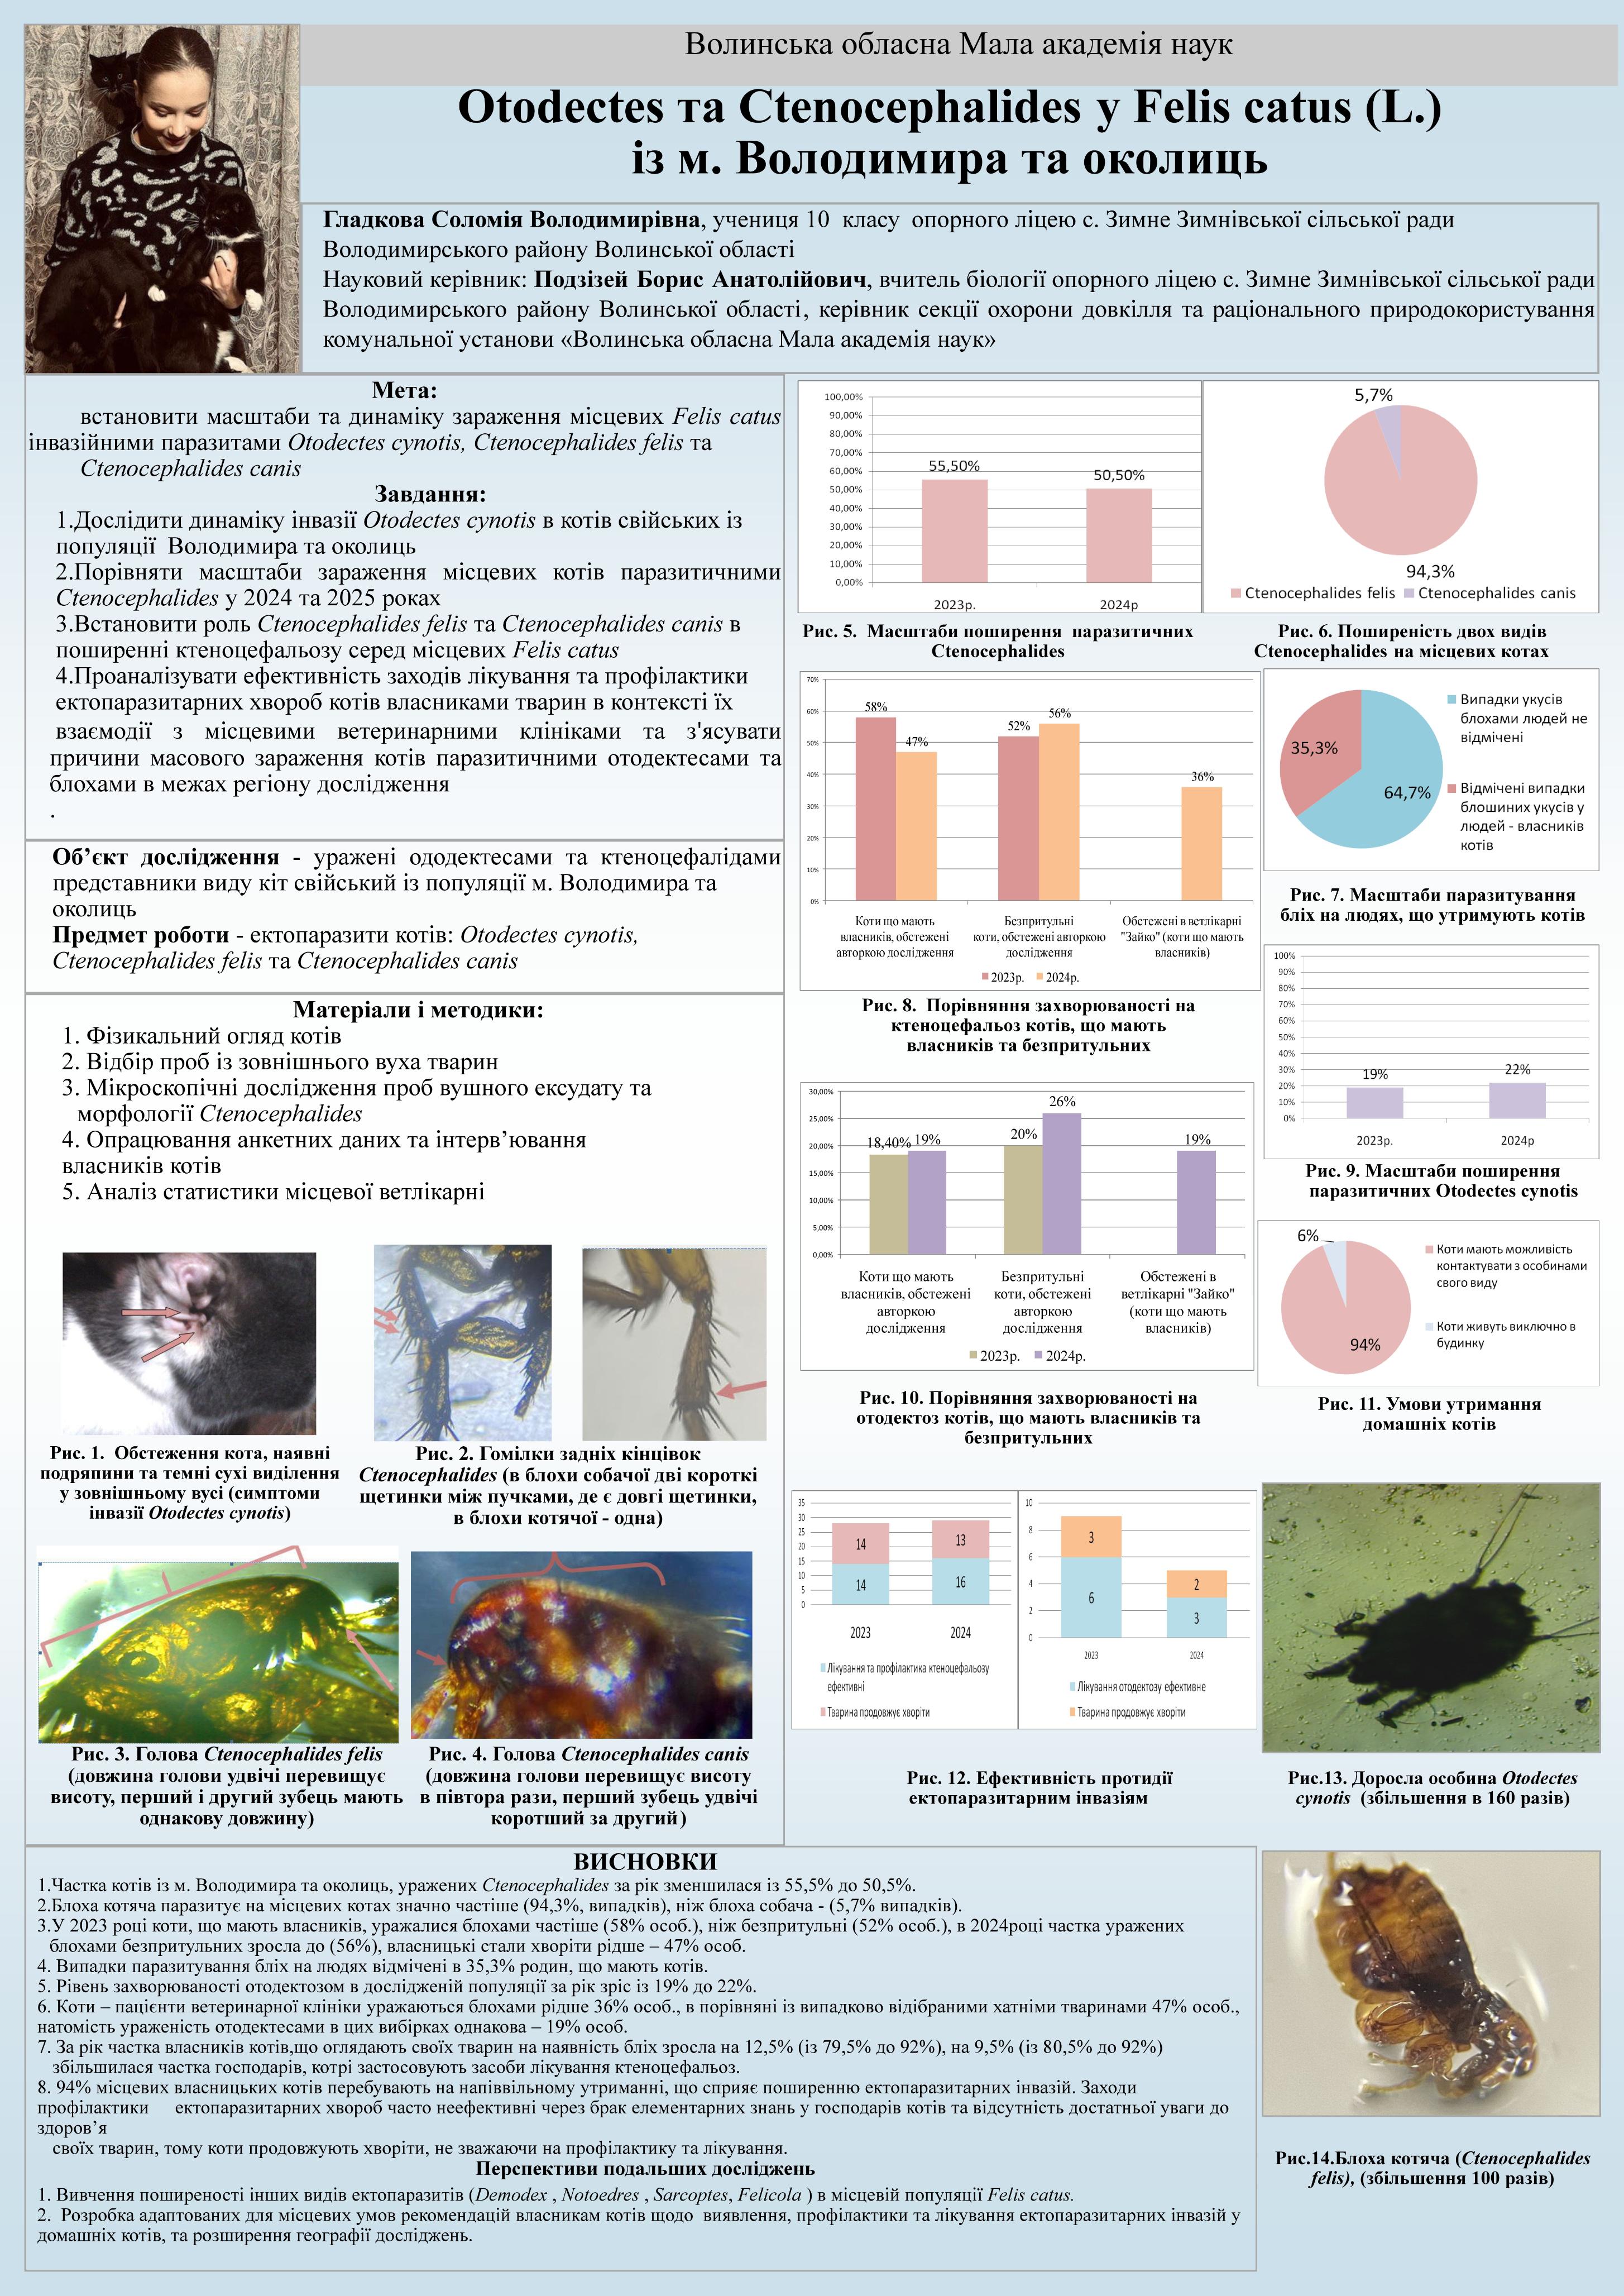 Волинська обласна Мала академія наук
Otodectes та Ctenocephalides у Felis catus (L.)
із м. Володимира та околиць
Гладкова Соломія Володимирівна, учениця 10 класу опорного ліцею с. Зимне Зимнівської сільської ради
Володимирського району Волинської області
Науковий керівник: Подзізей Борис Анатолійович, вчитель біології опорного ліцею с. Зимне Зимнівської сільської ради
Володимирського району Волинської області, керівник секції охорони довкілля та раціонального природокористування
комунальної установи «Волинська обласна Мала академія наук»
Мета:
встановити масштаби та динаміку зараження місцевих Felis catus
інвазійними паразитами Otodectes cynotis, Ctenocephalides felis та
Ctenocephalides canis
Завдання:
1.Дослідити динаміку інвазії Otodectes cynotis в котів свійських із
популяції Володимира та околиць
2.Порівняти масштаби зараження місцевих котів паразитичними
Ctenocephalides у 2024 та 2025 роках
3.Встановити роль Ctenocephalides felis та Ctenocephalides canis в
поширенні ктеноцефальозу серед місцевих Felis catus
4.Проаналізувати ефективність заходів лікування та профілактики
ектопаразитарних хвороб котів власниками тварин в контексті їх
взаємодії з місцевими ветеринарними клініками та з'ясувати
причини масового зараження котів паразитичними отодектесами та
блохами в межах регіону дослідження
.
Об’єкт дослідження - уражені ододектесами та ктеноцефалідами
представники виду кіт свійський із популяції м. Володимира та
околиць
Предмет роботи - ектопаразити котів: Otodectes cynotis,
Ctenocephalides felis та Ctenocephalides canis
Матеріали і методики:
1. Фізикальний огляд котів
2. Відбір проб із зовнішнього вуха тварин
3. Мікроскопічні дослідження проб вушного ексудату та
морфології Ctenocephalides
4. Опрацювання анкетних даних та інтерв’ювання
власників котів
5. Аналіз статистики місцевої ветлікарні
Рис. 1. Обстеження кота, наявні
подряпини та темні сухі виділення
у зовнішньому вусі (симптоми
інвазії Otodectes cynotis)
Рис. 2. Гомілки задніх кінцівок
Ctenocephalides (в блохи собачої дві короткі
щетинки між пучками, де є довгі щетинки,
в блохи котячої - одна)
Рис. 3. Голова Ctenocephalides felis
(довжина голови удвічі перевищує
висоту, перший і другий зубець мають
однакову довжину)
Рис. 4. Голова Ctenocephalides canis
(довжина голови перевищує висоту
в півтора рази, перший зубець удвічі
коротший за другий)
100,00%
90,00%
80,00%
70,00%
60,00%
50,00%
40,00%
30,00%
20,00%
10,00%
0,00%
55,50%
50,50%
2023р.
2024р
Рис. 5. Масштаби поширення паразитичних
Ctenocephalides
5,7%
94,3%
Ctenocephalides felis
Ctenocephalides canis
Рис. 6. Поширеність двох видів
Ctenocephalides на місцевих котах
70%
60%
50%
40%
30%
20%
10%
0%
58%
47%
52%
56%
36%
Коти що мають
власників, обстежені
авторкою дослідження
Безпритульні
коти, обстежені авторкою
дослідження
Обстежені в ветлікарні
"Зайко" (коти що мають
власників)
2023р.
2024р.
Рис. 8. Порівняння захворюваності на
ктеноцефальоз котів, що мають
власників та безпритульних
35,3%
64,7%
Випадки укусів
блохами людей не
відмічені
Відмічені випадки
блошиних укусів у
людей - власників
котів
Рис. 7. Масштаби паразитування
бліх на людях, що утримують котів
100%
90%
80%
70%
60%
50%
40%
30%
20%
10%
0%
19%
22%
2023р.
2024р
Рис. 9. Масштаби поширення
паразитичних Otodectes cynotis
30,00%
25,00%
20,00%
15,00%
10,00%
5,00%
0,00%
18,40%
19%
20%
26%
19%
Коти що мають
власників, обстежені
авторкою
дослідження
Безпритульні
коти, обстежені
авторкою
дослідження
Обстежені в
ветлікарні "Зайко"
(коти що мають
власників)
2023р.
2024р.
Рис. 10. Порівняння захворюваності на
отодектоз котів, що мають власників та
безпритульних
6%
94%
Коти мають можливість
контактувати з особинами
свого виду
Коти живуть виключно в
будинку
Рис. 11. Умови утримання
домашніх котів
35
30
25
20
15
10
5
0
14
14
13
16
2023
2024
Лікування та профілактика ктеноцефальозу
ефективні
Тварина продовжує хворіти
10
8
6
4
2
0
3
6
2
3
2023
2024
Лікування отодектозу ефективне
Тварина продовжує хворіти
Рис. 12. Ефективність протидії
ектопаразитарним інвазіям
Рис.13. Доросла особина Otodectes
cynotis (збільшення в 160 разів)
ВИСНОВКИ
1.Частка котів із м. Володимира та околиць, уражених Ctenocephalides за рік зменшилася із 55,5% до 50,5%.
2.Блоха котяча паразитує на місцевих котах значно частіше (94,3%, випадків), ніж блоха собача - (5,7% випадків).
3.У 2023 році коти, що мають власників, уражалися блохами частіше (58% особ.), ніж безпритульні (52% особ.), в 2024році частка уражених
блохами безпритульних зросла до (56%), власницькі стали хворіти рідше – 47% особ.
4. Випадки паразитування бліх на людях відмічені в 35,3% родин, що мають котів.
5. Рівень захворюваності отодектозом в дослідженій популяції за рік зріс із 19% до 22%.
6. Коти – пацієнти ветеринарної клініки уражаються блохами рідше 36% особ., в порівняні із випадково відібраними хатніми тваринами 47% особ.,
натомість ураженість отодектесами в цих вибірках однакова – 19% особ.
7. За рік частка власників котів,що оглядають своїх тварин на наявність бліх зросла на 12,5% (із 79,5% до 92%), на 9,5% (із 80,5% до 92%)
збільшилася частка господарів, котрі застосовують засоби лікування ктеноцефальоз.
8. 94% місцевих власницьких котів перебувають на напіввільному утриманні, що сприяє поширенню ектопаразитарних інвазій. Заходи
профілактики ектопаразитарних хвороб часто неефективні через брак елементарних знань у господарів котів та відсутність достатньої уваги до
здоров’я
своїх тварин, тому коти продовжують хворіти, не зважаючи на профілактику та лікування.
Перспективи подальших досліджень
1. Вивчення поширеності інших видів ектопаразитів (Demodex , Notoedres , Sarcoptes, Felicola ) в місцевій популяції Felis catus.
2. Розробка адаптованих для місцевих умов рекомендацій власникам котів щодо виявлення, профілактики та лікування ектопаразитарних інвазій у
домашніх котів, та розширення географії досліджень.
Рис.14.Блоха котяча (Ctenocephalides
felis), (збільшення 100 разів)